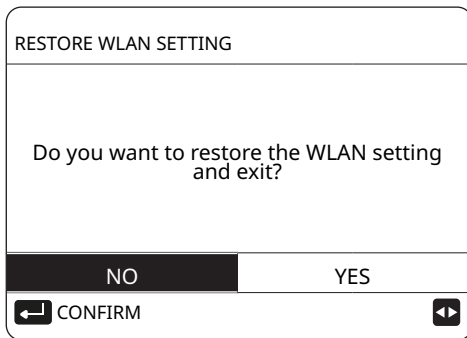 RESTORE WLAN SETTING
Do you want to restore the WLAN setting
and exit?
NO YES
CONFIRM